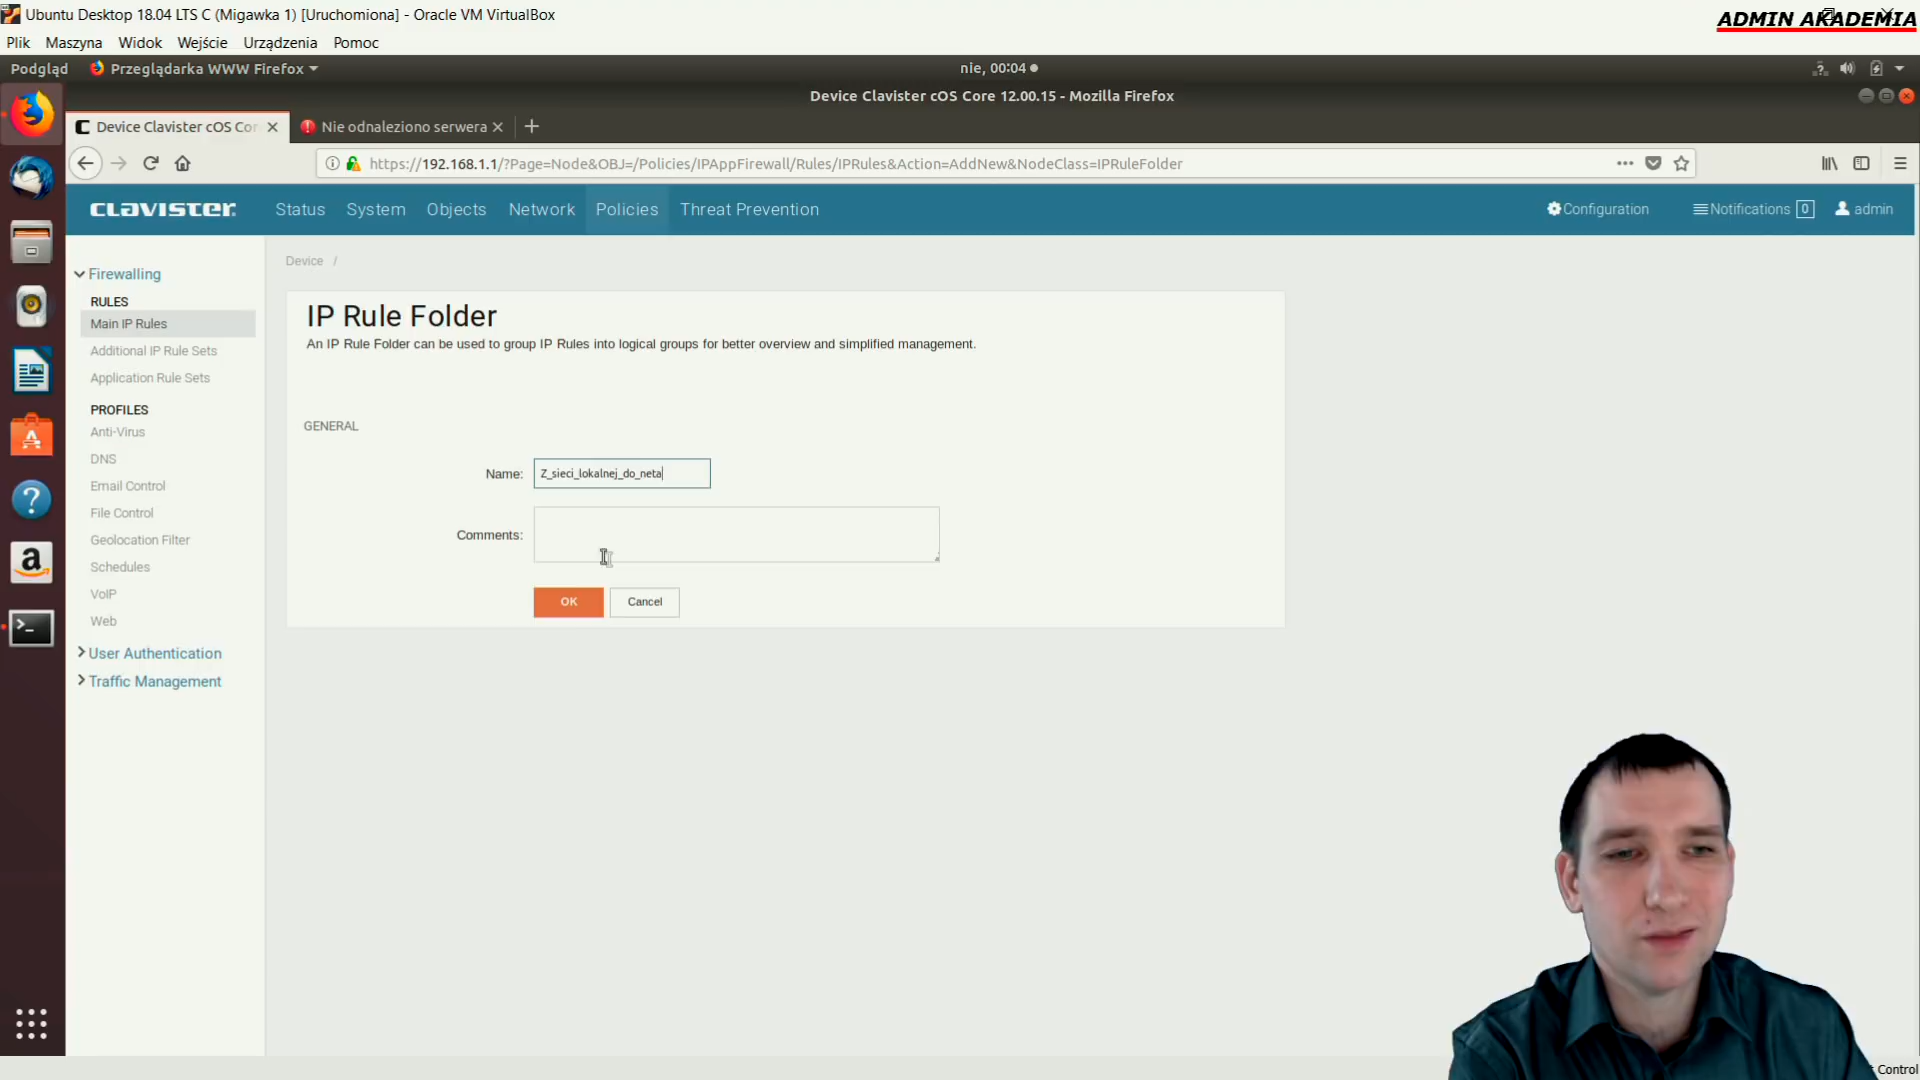 Ubuntu Desktop 18.04 LTS C (Migawka 1) [Uruchomiona] - Oracle VM VirtualBox
ADMIN AKADEMIA
Plik Maszyna Widok Wejście Urządzenia Pomoc
Podgląd Przeglądarka WWW Firefox nie, 00:04
Device Clavister cOS Core 12.00.15 - Mozilla Firefox
Device Clavister cOS Cor Nie odnaleziono serwera
https://192.168.1.1/?Page=Node&OBJ=/Policies/IPAppFirewall/Rules/IPRules&Action=AddNew&NodeClass=IPRuleFolder
CLAVISTER Status System Objects Network Policies Threat Prevention Configuration Notifications 0 admin
Firewalling
RULES
Main IP Rules
Additional IP Rule Sets
Application Rule Sets
PROFILES
Anti-Virus
DNS
Email Control
File Control
Geolocation Filter
Schedules
VoIP
Web
User Authentication
Traffic Management
Device /
IP Rule Folder
An IP Rule Folder can be used to group IP Rules into logical groups for better overview and simplified management.
GENERAL
Name: Z_sieci_lokalnej_do_neta
Comments:
OK Cancel
Control